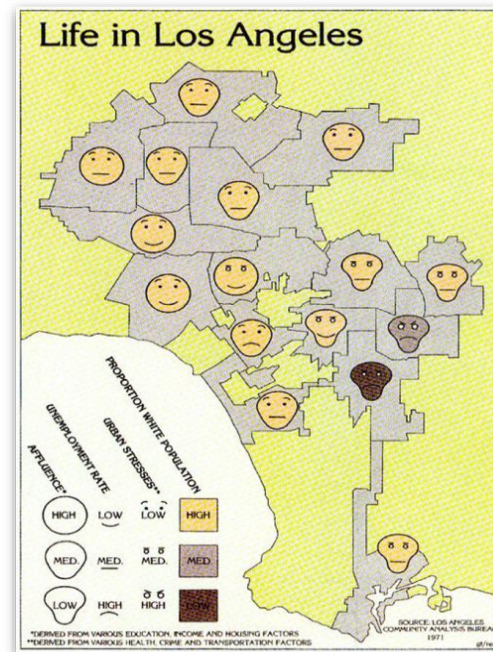 Life in Los Angeles
AFFLUENCE*
UNEMPLOYMENT RATE
URBAN STRESSES**
PROPORTION WHITE POPULATION
HIGH LOW LOW HIGH
MED. MED. MED. MED.
LOW HIGH HIGH LOW
*DERIVED FROM VARIOUS EDUCATION, INCOME AND HOUSING FACTORS
**DERIVED FROM VARIOUS HEALTH, CRIME AND TRANSPORTATION FACTORS
SOURCE: LOS ANGELES
COMMUNITY ANALYSIS BUREAU
1971